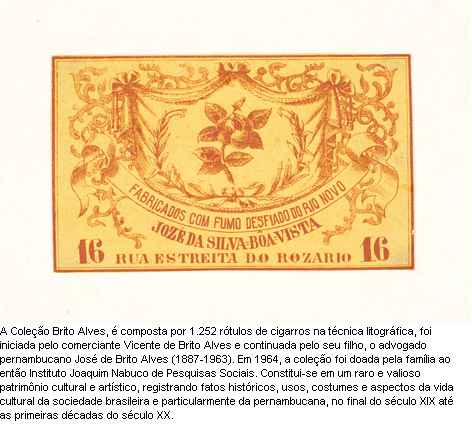 FABRICADOS COM FUMO DESFIADO DO RIO NOVO
JOZÉ DA SILVA-BÔA-VISTA
16 RUA ESTREITA DO ROZARIO 16
A Coleção Brito Alves, é composta por 1.252 rótulos de cigarros na técnica litográfica, foi
iniciada pelo comerciante Vicente de Brito Alves e continuada pelo seu filho, o advogado
pernambucano José de Brito Alves (1887-1963). Em 1964, a coleção foi doada pela família ao
então Instituto Joaquim Nabuco de Pesquisas Sociais. Constitui-se em um raro e valioso
patrimônio cultural e artístico, registrando fatos históricos, usos, costumes e aspectos da vida
cultural da sociedade brasileira e particularmente da pernambucana, no final do século XIX até
as primeiras décadas do século XX.